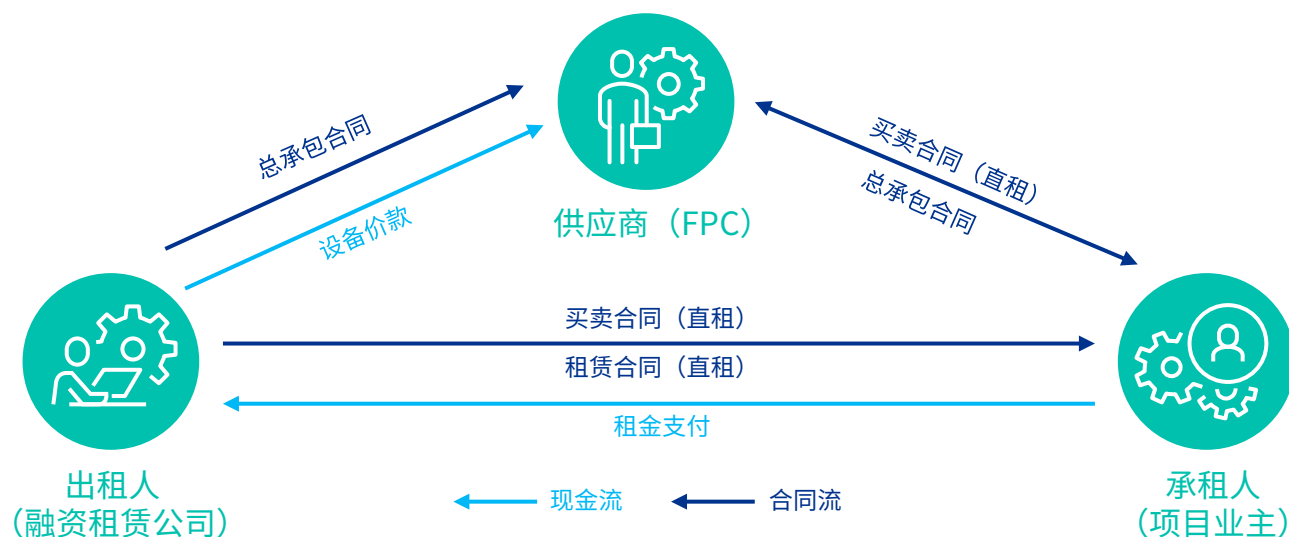 总承包合同
设备价款
供应商（FPC）
买卖合同（直租）
总承包合同
买卖合同（直租）
租赁合同（直租）
租金支付
出租人
（融资租赁公司）
承租人
（项目业主）
现金流
合同流